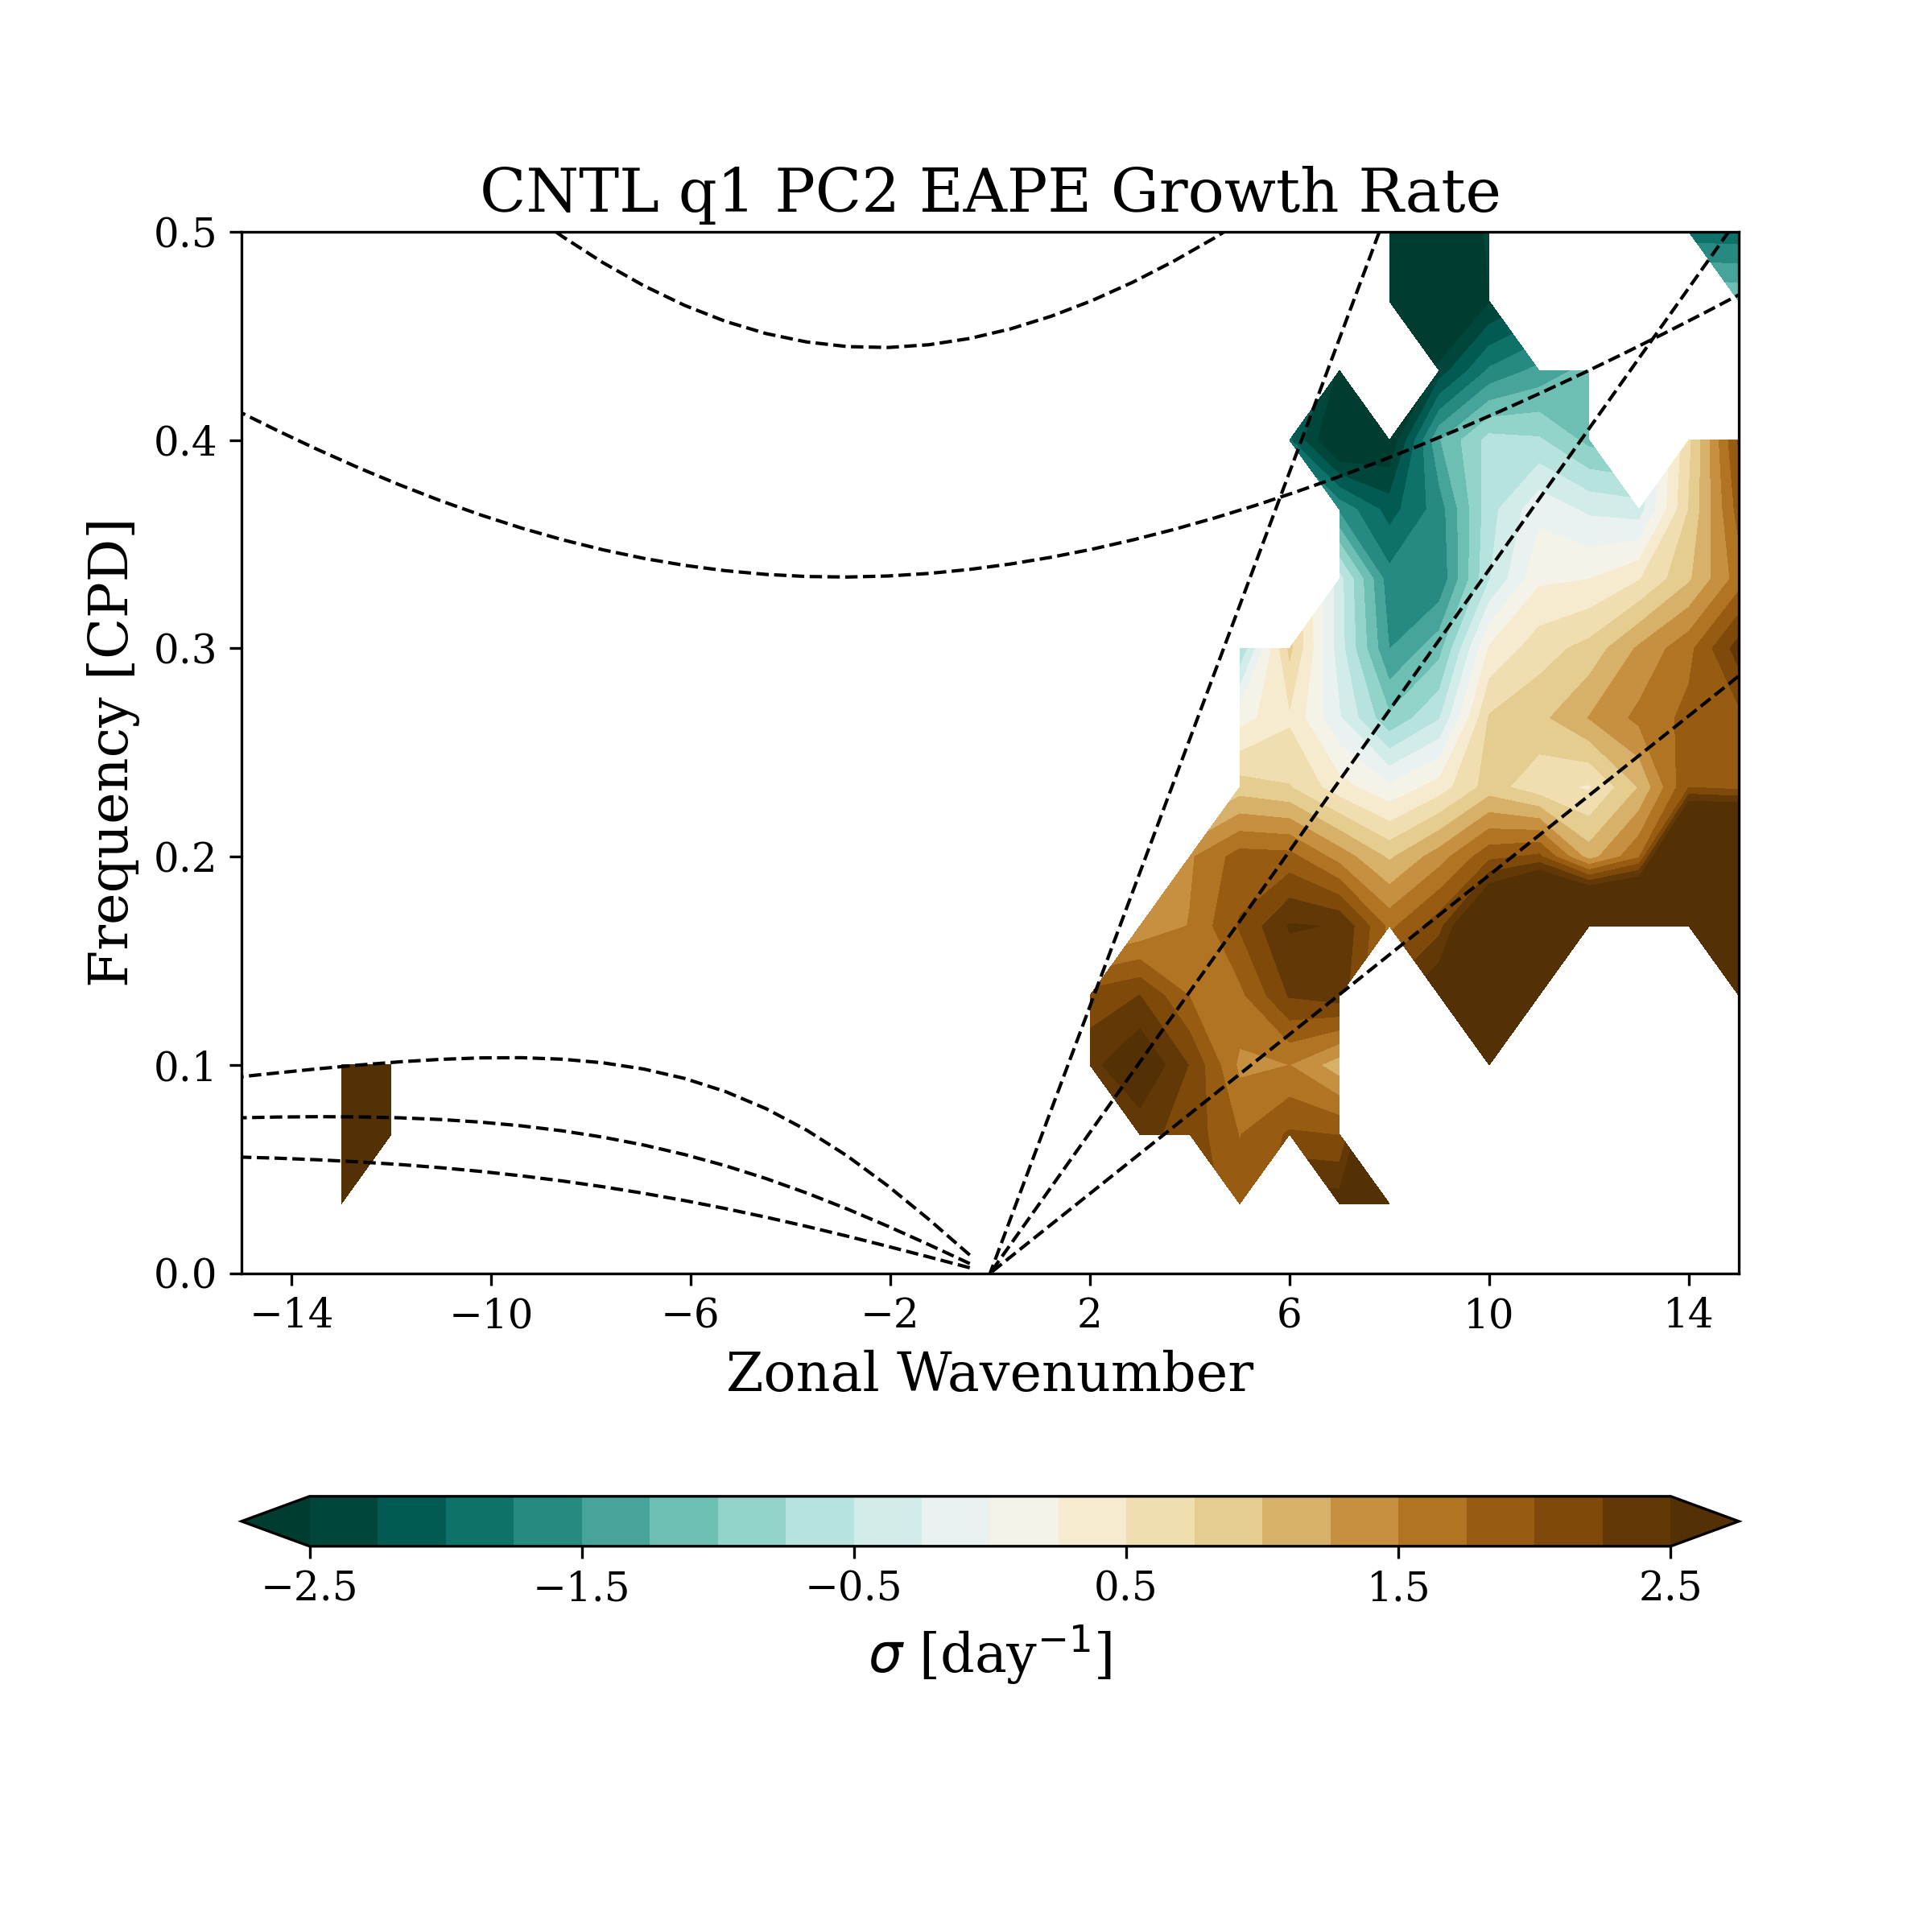 CNTL q1 PC2 EAPE Growth Rate
0.5
0.4
0.3
0.2
0.1
0.0
Frequency [CPD]
−14 −10 −6 −2 2 6 10 14
Zonal Wavenumber
−2.5 −1.5 −0.5 0.5 1.5 2.5
σ [day⁻¹]